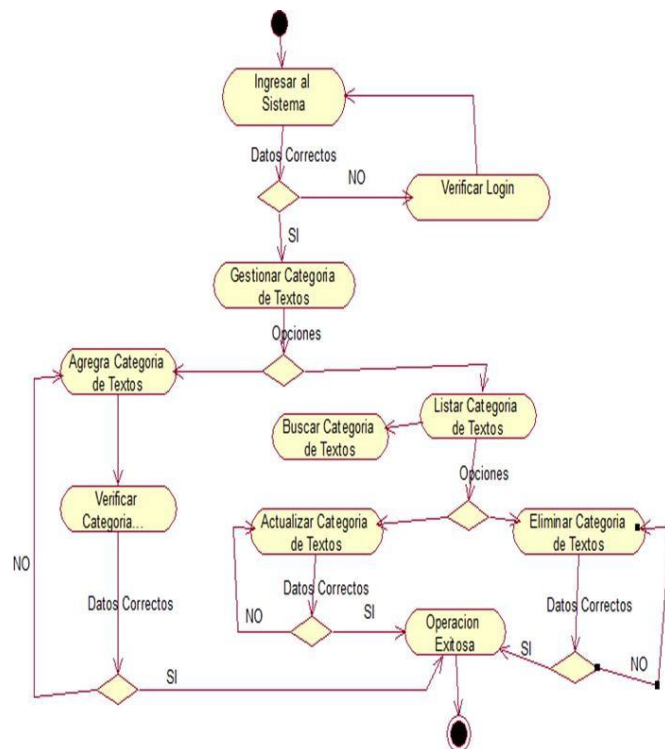 Ingresar al
Sistema
Datos Correctos
NO
Verificar Login
SI
Gestionar Categoria
de Textos
Opciones
Agregra Categoria
de Textos
Listar Categoria
de Textos
Buscar Categoria
de Textos
Opciones
Verificar
Categoria...
Actualizar Categoria
de Textos
Eliminar Categoria
de Textos
NO
Datos Correctos
Datos Correctos
Datos Correctos
NO
SI
Operacion
Exitosa
SI
NO
SI